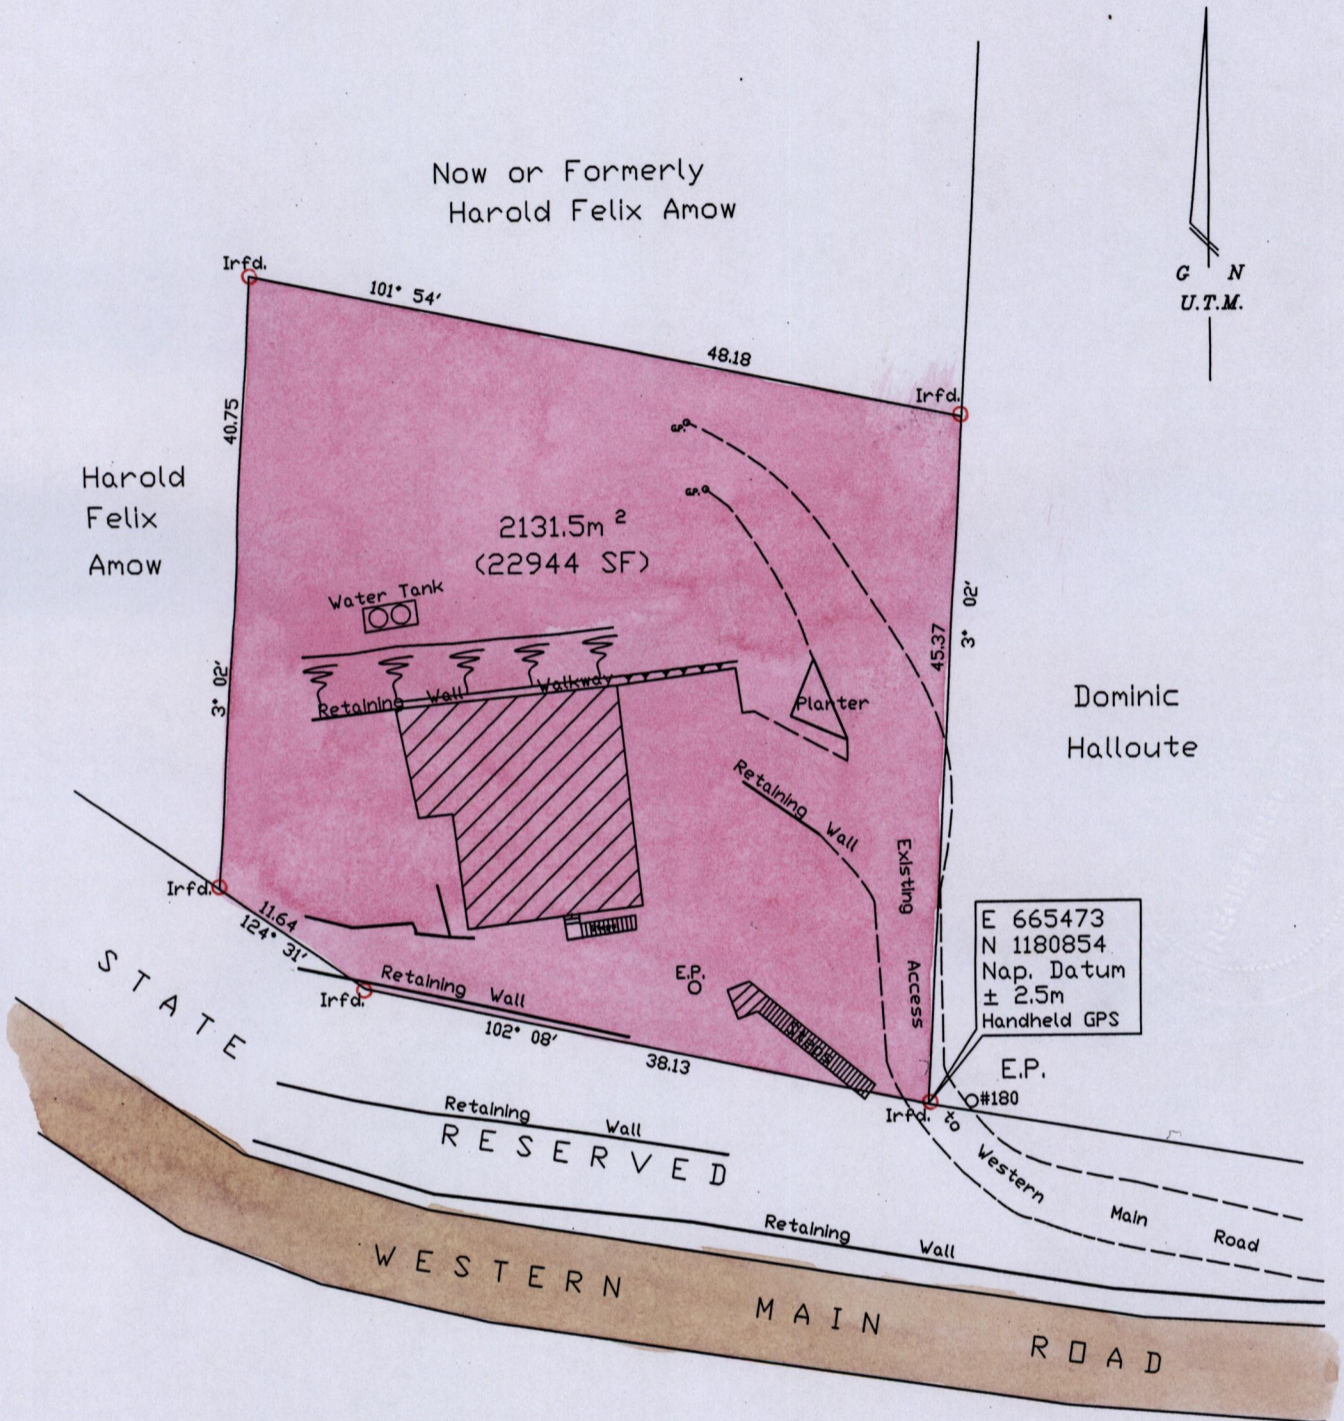 Now or Formerly
Harold Felix Amow
G N
U.T.M.
Irfd.
101° 54'
48.18
Irfd.
40.75
G.P.
Harold
Felix
Amow
G.P.
2131.5m²
(22944 SF)
Water Tank
45.37
3° 02'
3° 02'
Retaining Wall Walkway
Planter
Dominic
Halloute
Retaining Wall
Existing Access
Irfd.
11.64
124° 31'
E 665473
N 1180854
Nap. Datum
± 2.5m
Handheld GPS
STATE
Retaining Wall
Irfd.
E.P.
Steps
102° 08'
38.13
E.P.
#180
Irfd.
to Western Main Road
Retaining Wall
RESERVED
Retaining Wall
WESTERN MAIN ROAD